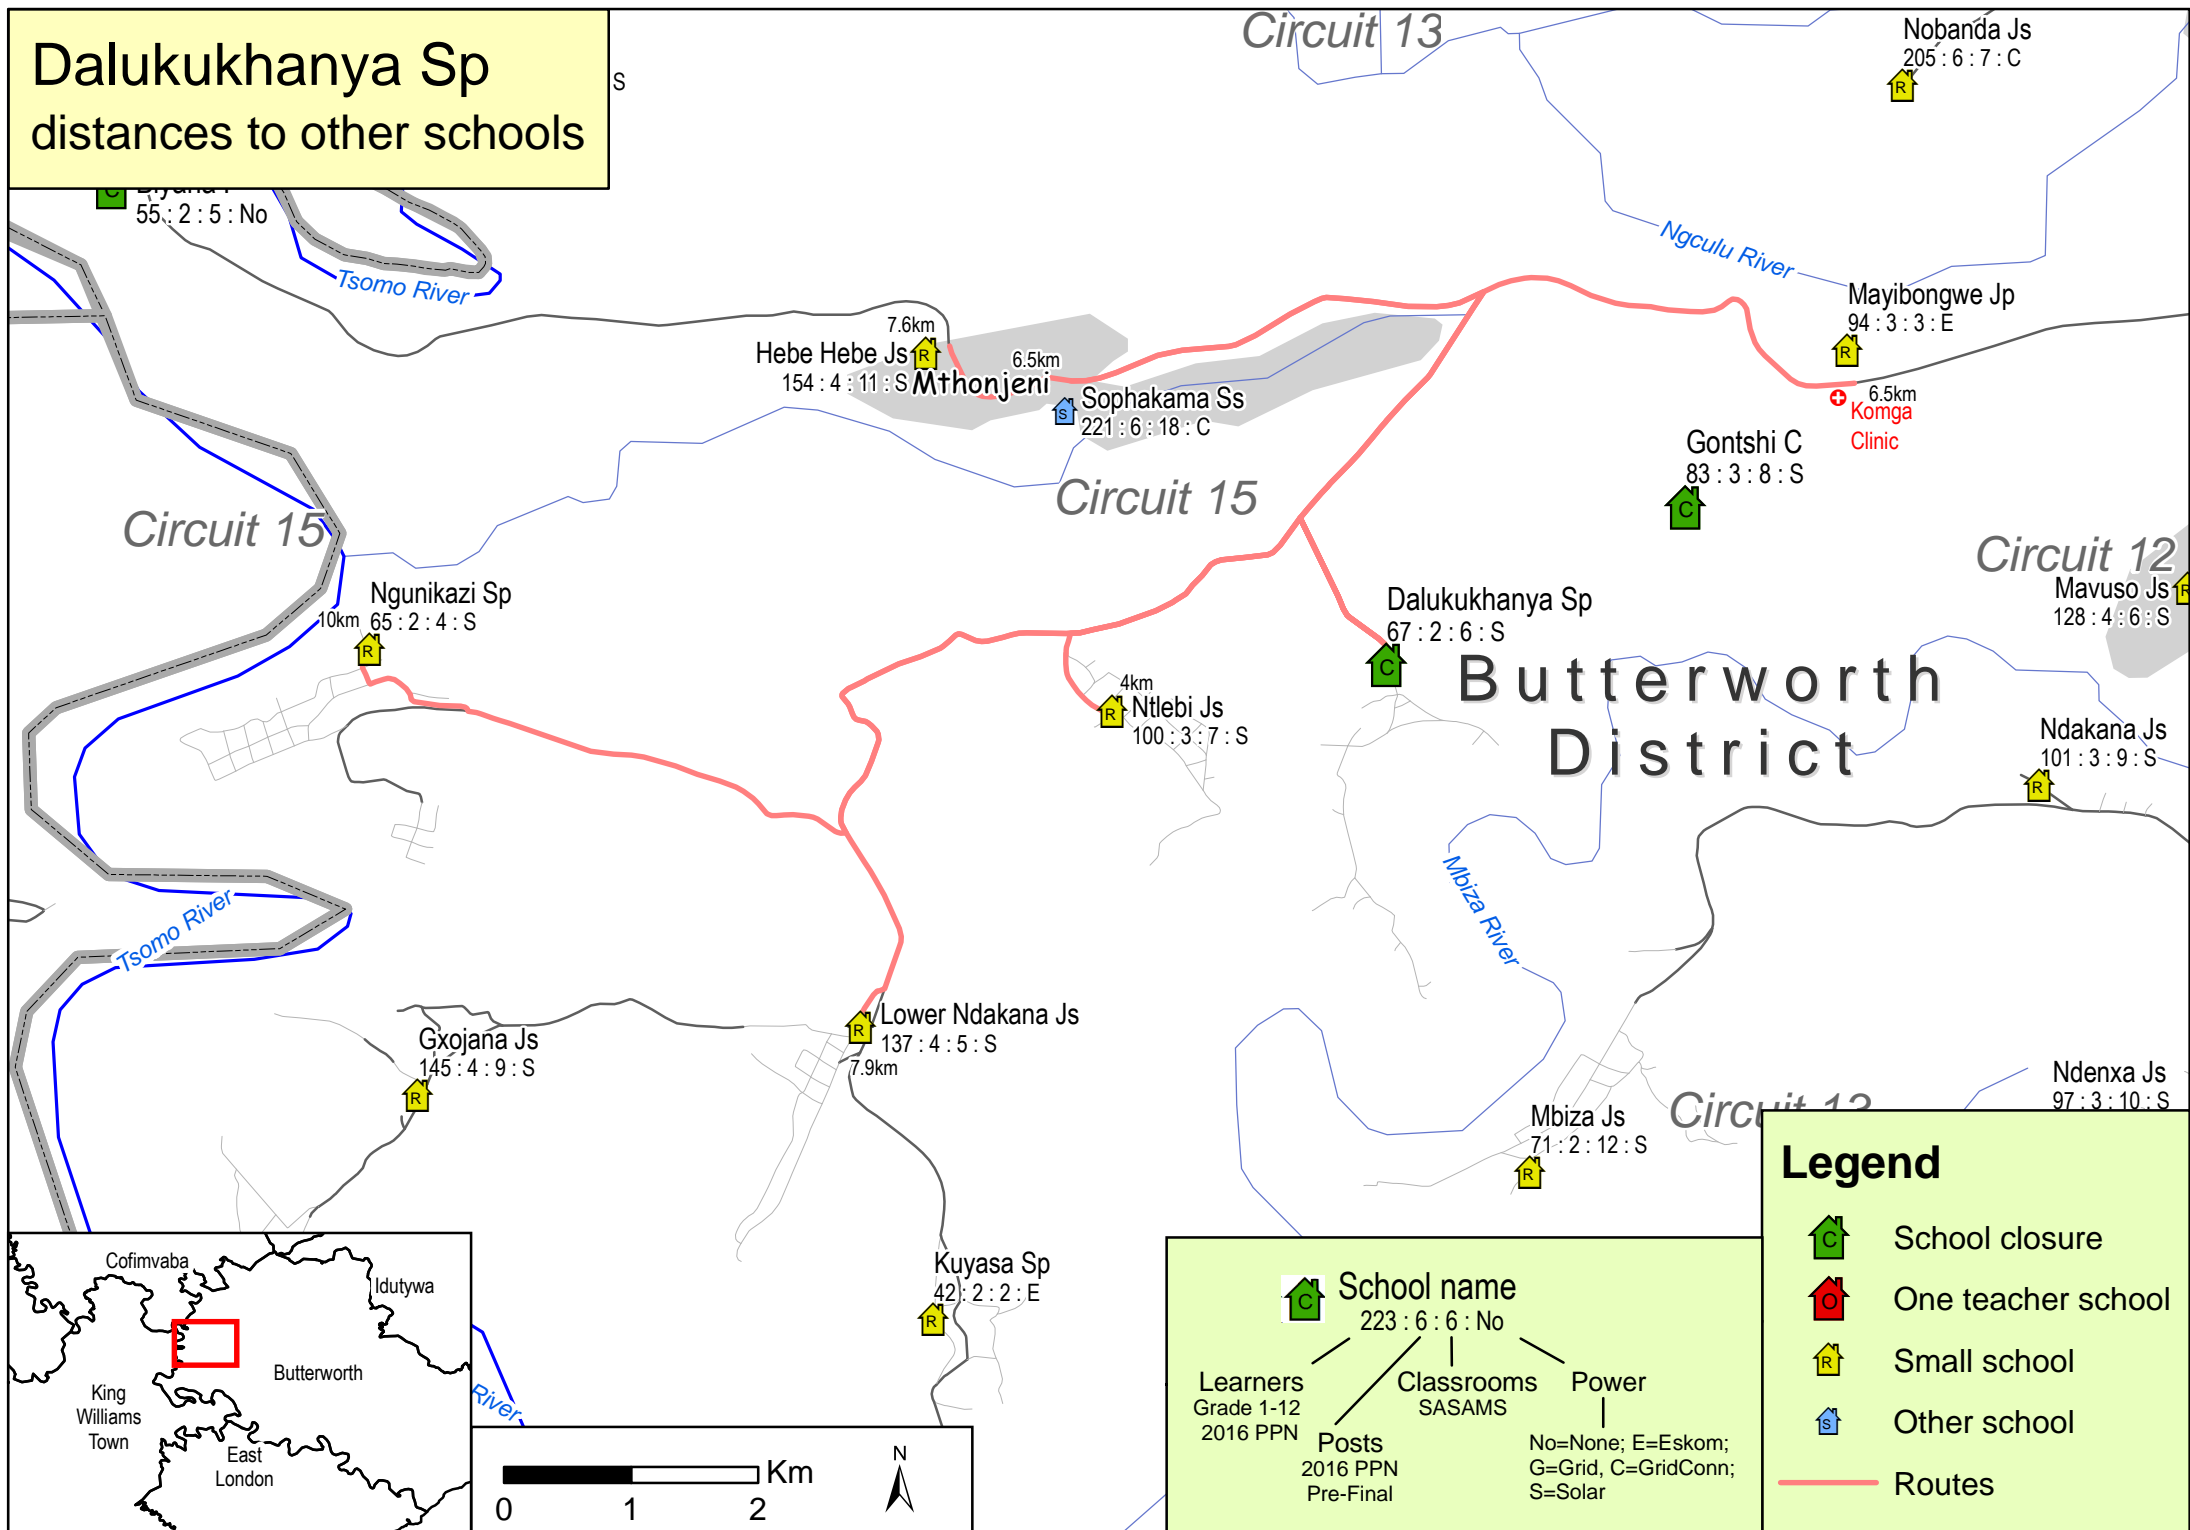 Dalukukhanya Sp
distances to other schools
S
Circuit 13
Nobanda Js
205 : 6 : 7 : C
R
C
55 : 2 : 5 : No
Tsomo River
Ngculu River
Mayibongwe Jp
94 : 3 : 3 : E
R
6.5km
Komga
Clinic
7.6km
Hebe Hebe Js
154 : 4 : 11 : S
R
Mthonjeni
6.5km
Sophakama Ss
221 : 6 : 18 : C
S
Gontshi C
83 : 3 : 8 : S
C
Circuit 15
Circuit 15
Circuit 12
Mavuso Js
128 : 4 : 6 : S
R
Ngunikazi Sp
65 : 2 : 4 : S
10km
R
Dalukukhanya Sp
67 : 2 : 6 : S
C
Butterworth
District
4km
Ntlebi Js
100 : 3 : 7 : S
R
Ndakana Js
101 : 3 : 9 : S
R
Mbiza River
Tsomo River
Lower Ndakana Js
137 : 4 : 5 : S
R
7.9km
Gxojana Js
145 : 4 : 9 : S
R
Ndenxa Js
97 : 3 : 10 : S
Circuit 13
Mbiza Js
71 : 2 : 12 : S
R
Kuyasa Sp
42 : 2 : 2 : E
R
River
Cofimvaba
Idutywa
Butterworth
King
Williams
Town
East
London
Km
0 1 2
N
C
School name
223 : 6 : 6 : No
Learners
Grade 1-12
2016 PPN
Posts
2016 PPN
Pre-Final
Classrooms
SASAMS
Power
No=None; E=Eskom;
G=Grid, C=GridConn;
S=Solar
Legend
C School closure
O One teacher school
R Small school
S Other school
Routes